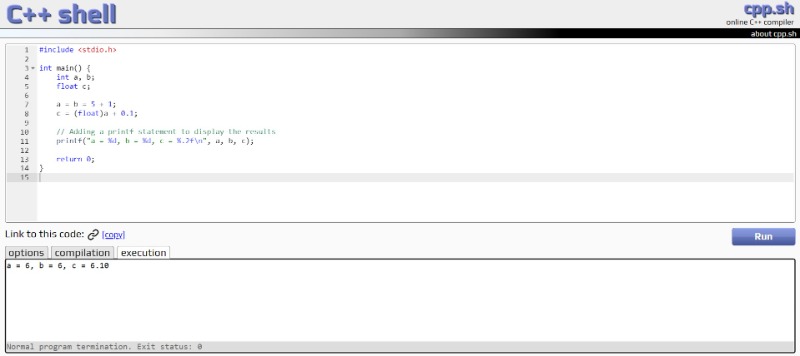 C++ shell
cpp.sh
online C++ compiler
about cpp.sh
1 #include <stdio.h>
2
3 int main() {
4 int a, b;
5 float c;
6
7 a = b = 5 + 1;
8 c = (float)a + 0.1;
9
10 // Adding a printf statement to display the results
11 printf("a = %d, b = %d, c = %.2f\n", a, b, c);
12
13 return 0;
14 }
15
Link to this code: [copy]
Run
options compilation execution
a = 6, b = 6, c = 6.10
Normal program termination. Exit status: 0